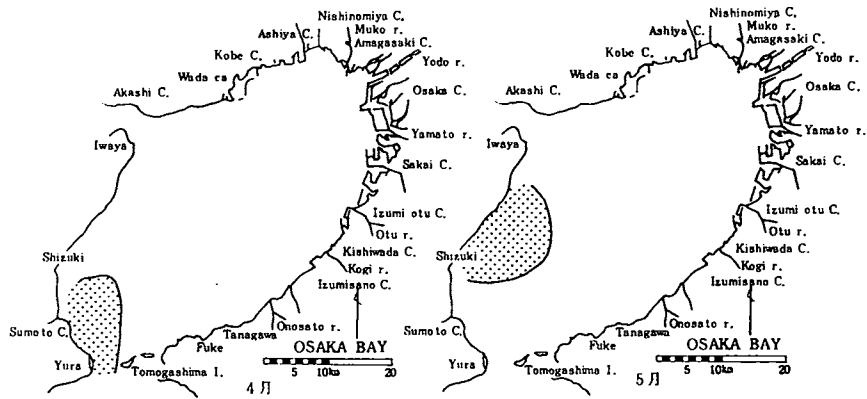 Nishinomiya C.
Ashiya C.
Muko r.
Amagasaki C.
Kobe C.
Yodo r.
Wada ca
Osaka C.
Akashi C.
Yamato r.
Iwaya
Sakai C.
Izumi otu C.
Otu r.
Kishiwada C.
Shizuki
Kogi r.
Izumisano C.
Onosato r.
Sumoto C.
Tanagawa
Fuke
OSAKA BAY
Yura
Tomogashima I.
5 10km 20
4月
Nishinomiya C.
Ashiya C.
Muko r.
Amagasaki C.
Kobe C.
Yodo r.
Wada ca
Osaka C.
Akashi C.
Yamato r.
Iwaya
Sakai C.
Izumi otu C.
Otu r.
Kishiwada C.
Shizuki
Kogi r.
Izumisano C.
Onosato r.
Sumoto C.
Tanagawa
Fuke
OSAKA BAY
Yura
Tomogashima I.
5 10km 20
5月